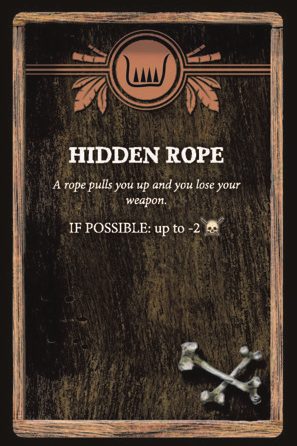 HIDDEN ROPE
A rope pulls you up and you lose your
weapon.
IF POSSIBLE: up to -2